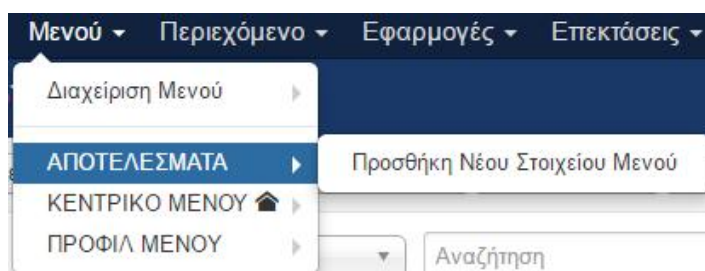 Μενού Περιεχόμενο Εφαρμογές Επεκτάσεις
Διαχείριση Μενού
ΑΠΟΤΕΛΕΣΜΑΤΑ Προσθήκη Νέου Στοιχείου Μενού
ΚΕΝΤΡΙΚΟ ΜΕΝΟΥ
ΠΡΟΦΙΛ ΜΕΝΟΥ Αναζήτηση